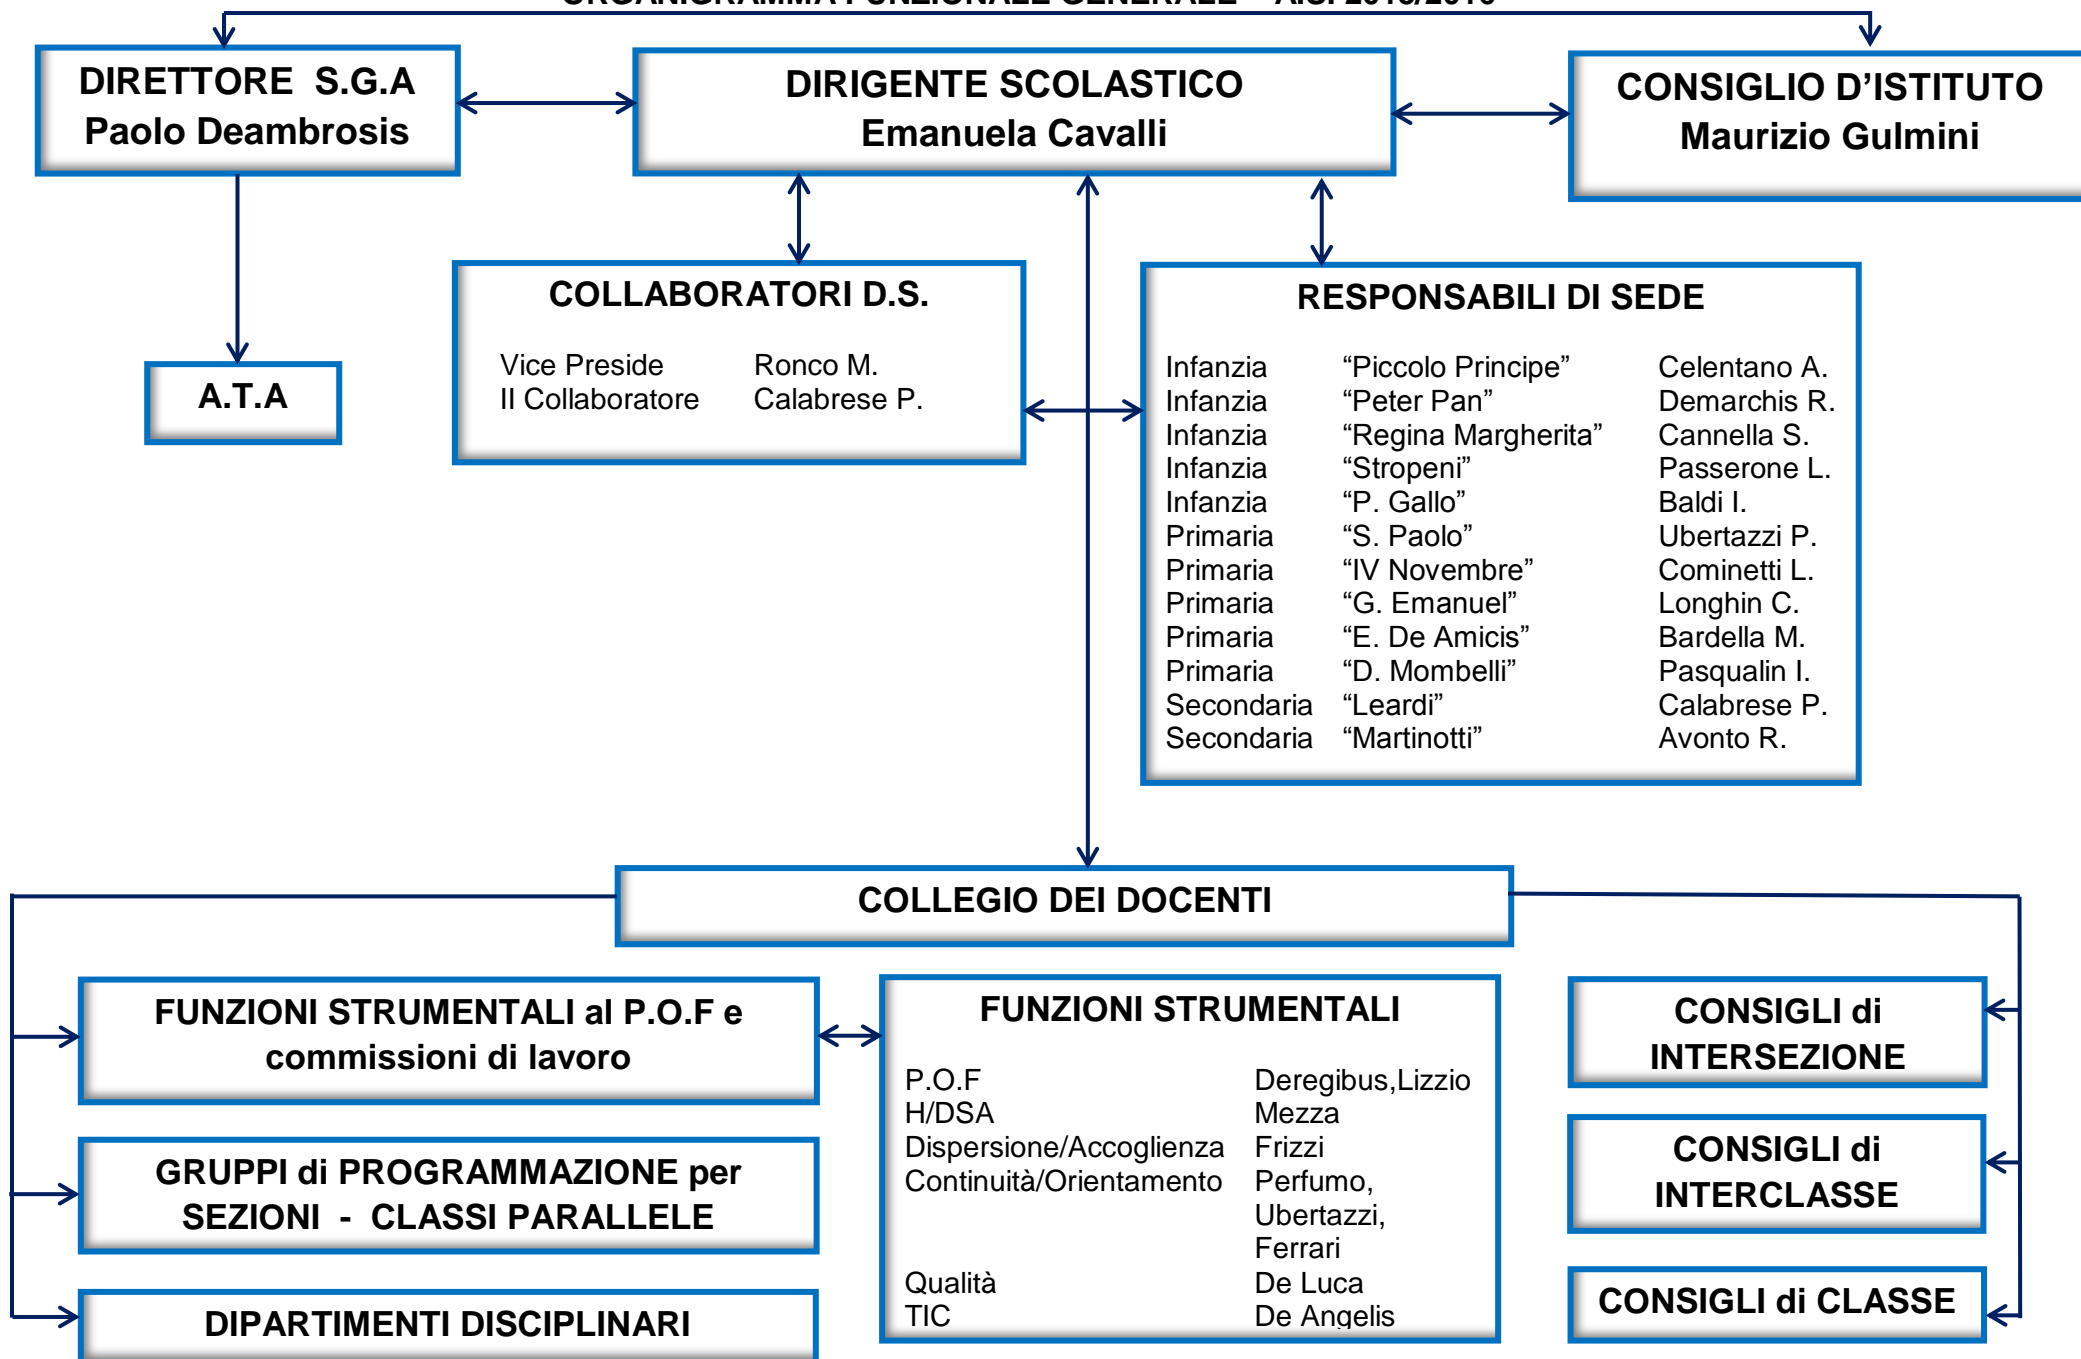 ORGANIGRAMMA FUNZIONALE GENERALE – A.S. 2015/2016
DIRETTORE S.G.A
Paolo Deambrosis
DIRIGENTE SCOLASTICO
Emanuela Cavalli
CONSIGLIO D’ISTITUTO
Maurizio Gulmini
A.T.A
COLLABORATORI D.S.
Vice Preside Ronco M.
II Collaboratore Calabrese P.
RESPONSABILI DI SEDE
Infanzia “Piccolo Principe” Celentano A.
Infanzia “Peter Pan” Demarchis R.
Infanzia “Regina Margherita” Cannella S.
Infanzia “Stropeni” Passerone L.
Infanzia “P. Gallo” Baldi I.
Primaria “S. Paolo” Ubertazzi P.
Primaria “IV Novembre” Cominetti L.
Primaria “G. Emanuel” Longhin C.
Primaria “E. De Amicis” Bardella M.
Primaria “D. Mombelli” Pasqualin I.
Secondaria “Leardi” Calabrese P.
Secondaria “Martinotti” Avonto R.
COLLEGIO DEI DOCENTI
FUNZIONI STRUMENTALI al P.O.F e
commissioni di lavoro
GRUPPI di PROGRAMMAZIONE per
SEZIONI - CLASSI PARALLELE
DIPARTIMENTI DISCIPLINARI
FUNZIONI STRUMENTALI
P.O.F Deregibus,Lizzio
H/DSA Mezza
Dispersione/Accoglienza Frizzi
Continuità/Orientamento Perfumo,
Ubertazzi,
Ferrari
Qualità De Luca
TIC De Angelis
CONSIGLI di
INTERSEZIONE
CONSIGLI di
INTERCLASSE
CONSIGLI di CLASSE